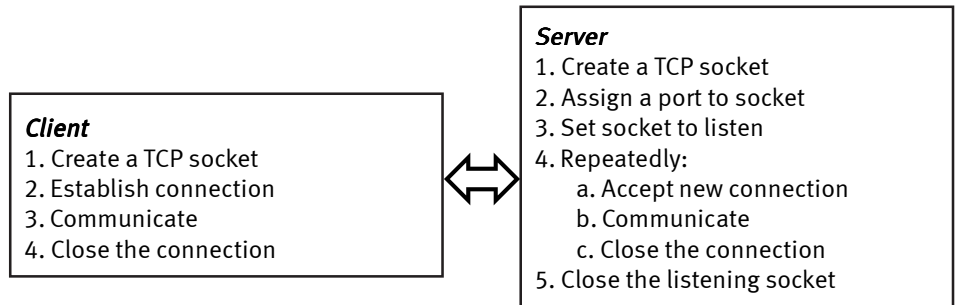 Client
1. Create a TCP socket
2. Establish connection
3. Communicate
4. Close the connection
Server
1. Create a TCP socket
2. Assign a port to socket
3. Set socket to listen
4. Repeatedly:
a. Accept new connection
b. Communicate
c. Close the connection
5. Close the listening socket